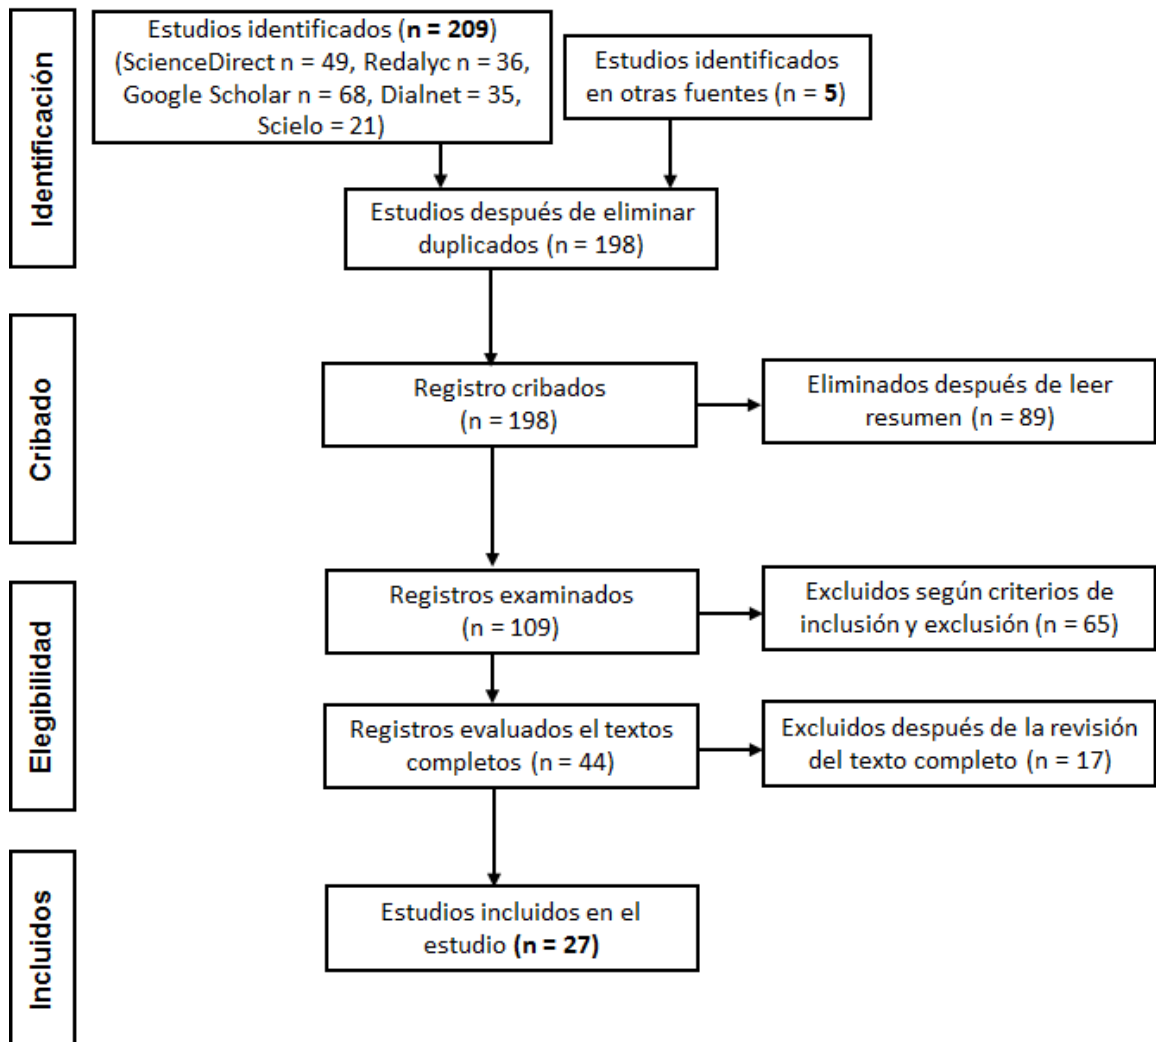 Identificación
Estudios identificados (n = 209)
(ScienceDirect n = 49, Redalyc n = 36,
Google Scholar n = 68, Dialnet = 35,
Scielo = 21)
Estudios identificados
en otras fuentes (n = 5)
Estudios después de eliminar
duplicados (n = 198)
Cribado
Registro cribados
(n = 198)
Eliminados después de leer
resumen (n = 89)
Elegibilidad
Registros examinados
(n = 109)
Excluidos según criterios de
inclusión y exclusión (n = 65)
Registros evaluados el textos
completos (n = 44)
Excluidos después de la revisión
del texto completo (n = 17)
Incluidos
Estudios incluidos en el
estudio (n = 27)